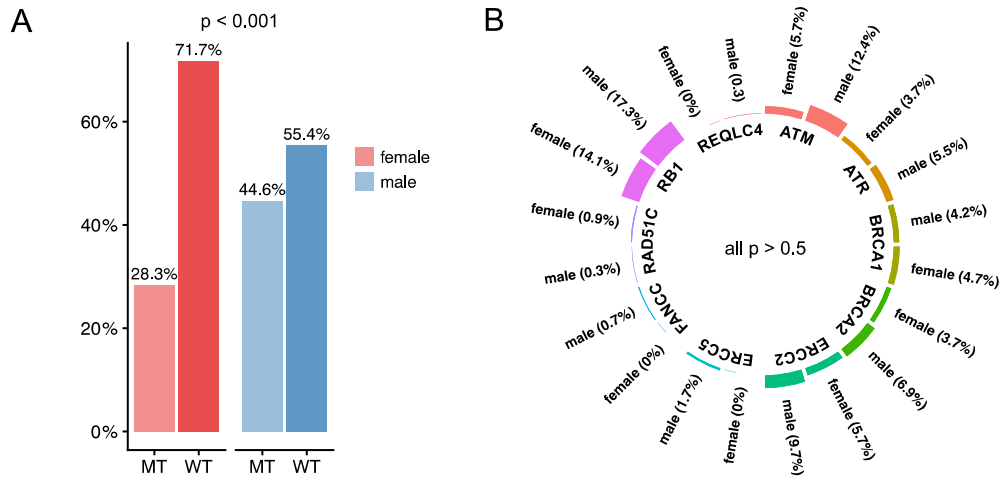 A
p < 0.001
71.7%
55.4%
44.6%
28.3%
60%
40%
20%
0%
MT
WT
MT
WT
female
male
B
female (5.7%)
male (12.4%)
female (3.7%)
male (5.5%)
male (4.2%)
female (4.7%)
female (3.7%)
male (6.9%)
female (5.7%)
male (9.7%)
female (0%)
male (1.7%)
female (0%)
male (0.7%)
male (0.3%)
female (0.9%)
female (14.1%)
male (17.3%)
female (0%)
male (0.3)
ATM
ATR
BRCA1
BRCA2
ERCC2
ERCC5
FANCC
RAD51C
RB1
REQLC4
all p > 0.5